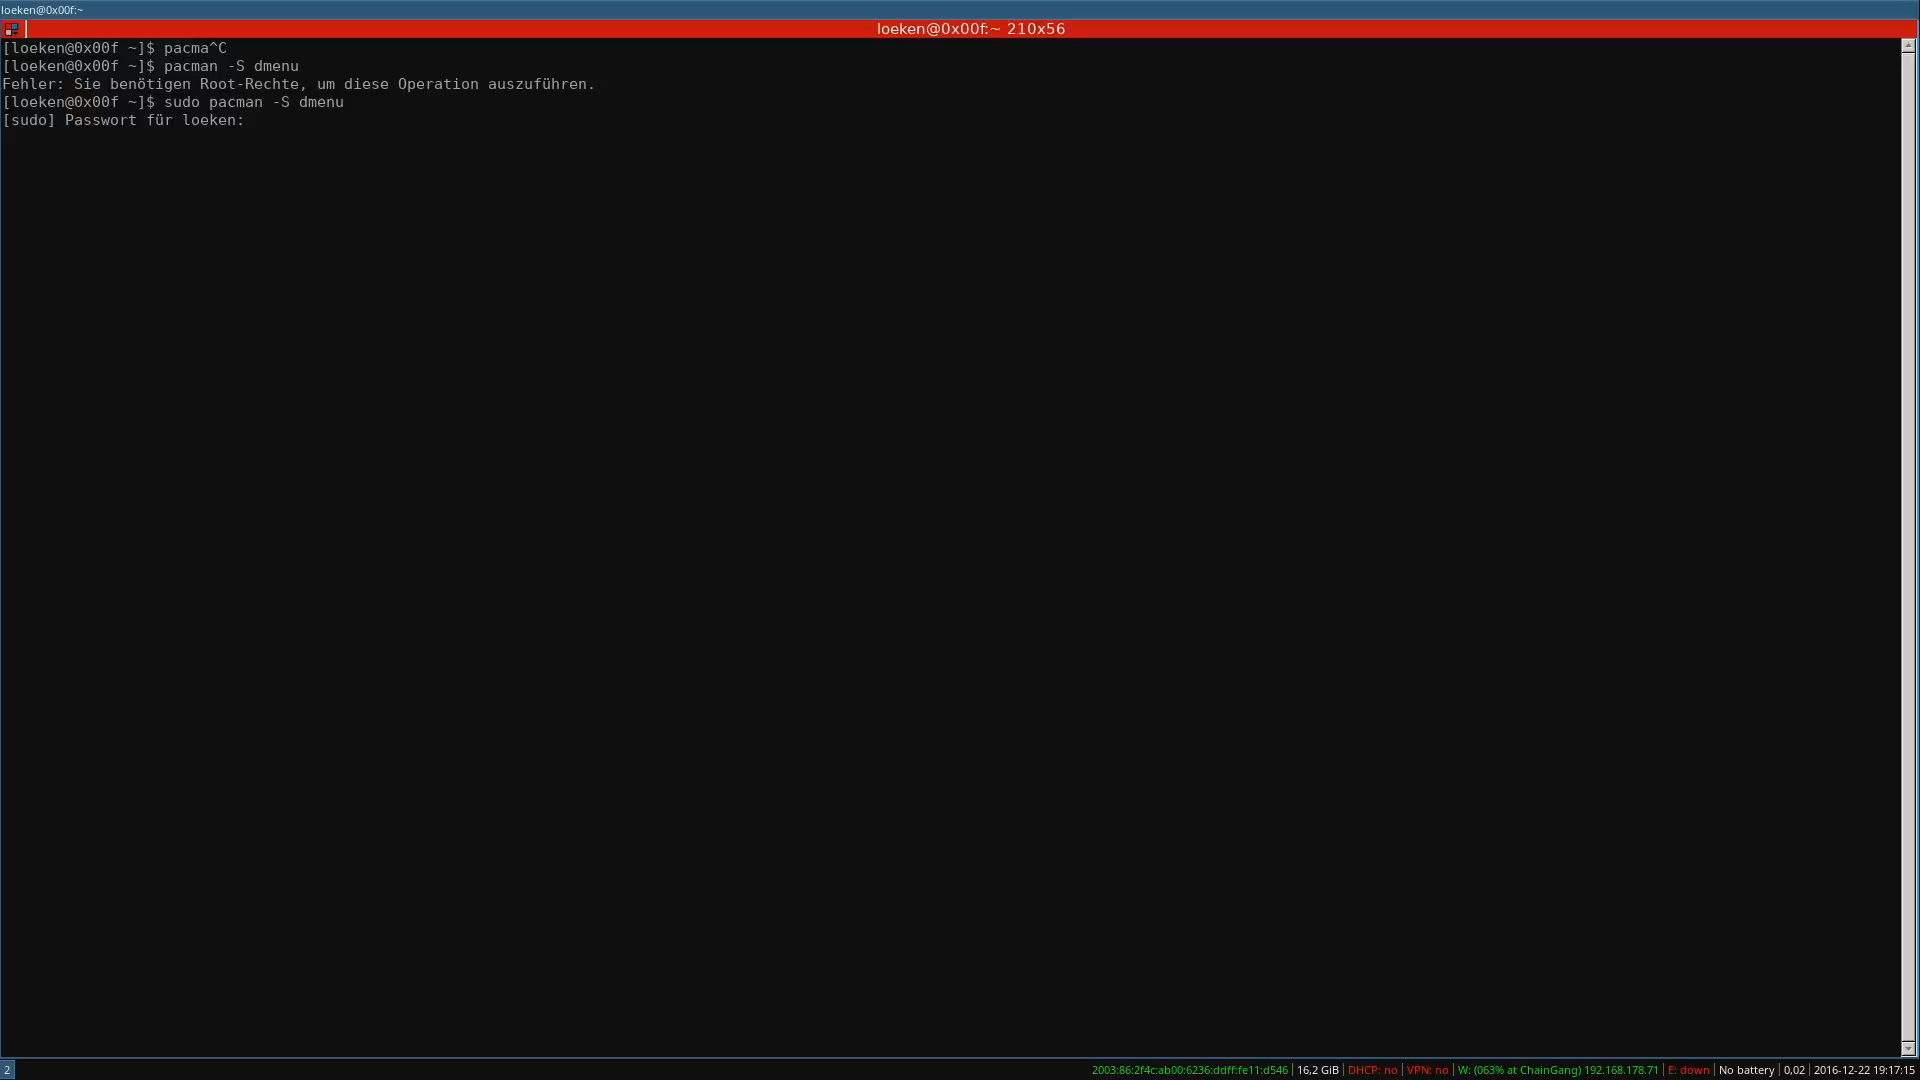 loeken@0x00f:~
loeken@0x00f:~ 210x56
[loeken@0x00f ~]$ pacma^C
[loeken@0x00f ~]$ pacman -S dmenu
Fehler: Sie benötigen Root-Rechte, um diese Operation auszuführen.
[loeken@0x00f ~]$ sudo pacman -S dmenu
[sudo] Passwort für loeken:
2 2003:86:2f4c:ab00:6236:ddff:fe11:d546 | 16,2 GiB | DHCP: no | VPN: no | W: (063% at ChainGang) 192.168.178.71 | E: down | No battery | 0,02 | 2016-12-22 19:17:15